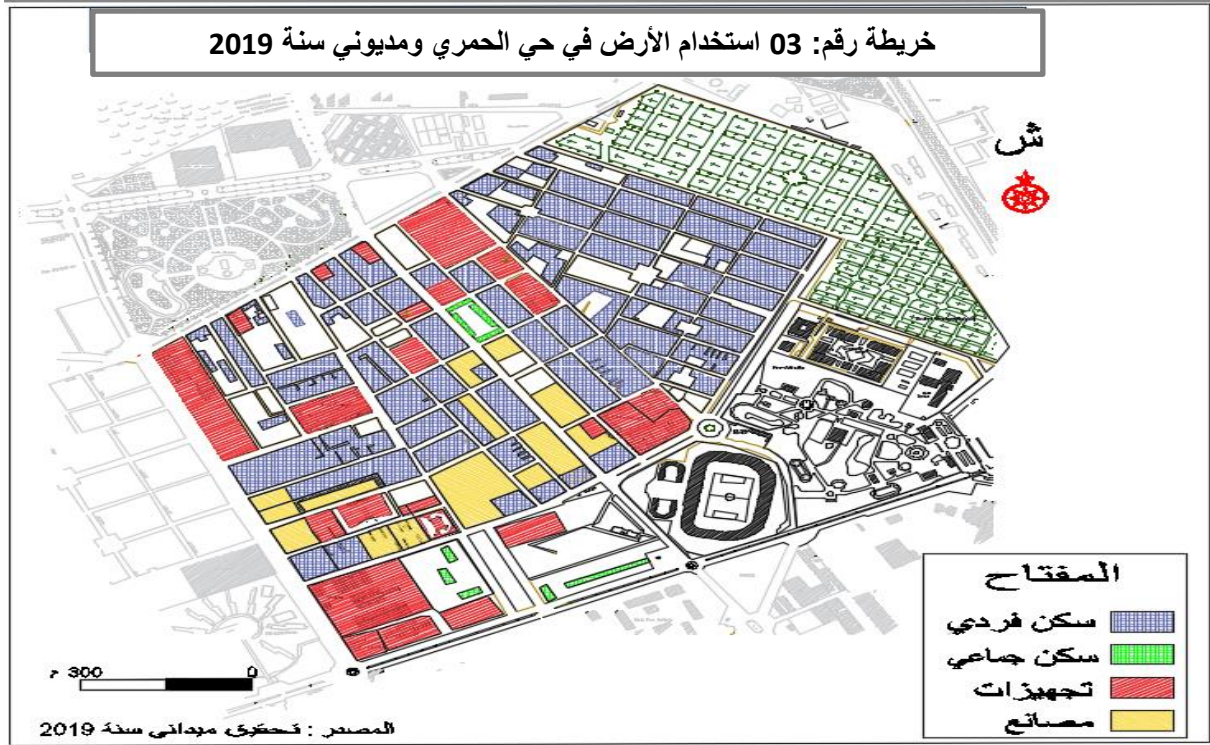 خريطة رقم: 03 استخدام الأرض في حي الحمري ومديوني سنة 2019
ش
المفتاح
سكن فردي
سكن جماعي
تجهيزات
مصانع
300 م 0
المصدر : تحقيق ميداني سنة 2019